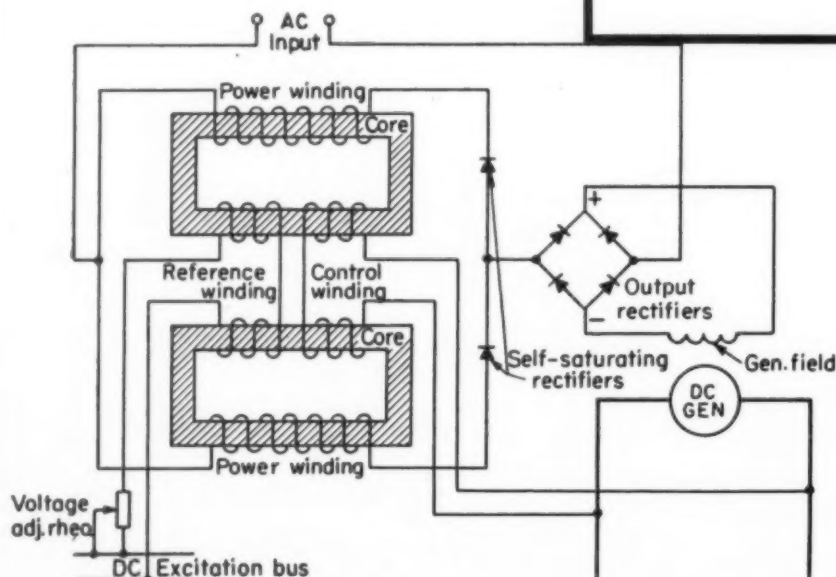 AC
Input
Power winding
Core
Reference
winding
Control
winding
+
Output
rectifiers
−
Core
Self-saturating
rectifiers
Gen. field
DC
GEN
Power winding
Voltage
adj. rheo
DC Excitation bus